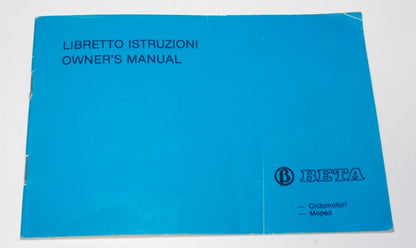 LIBRETTO ISTRUZIONI
OWNER'S MANUAL
β BETA
— Ciclomotori
— Moped